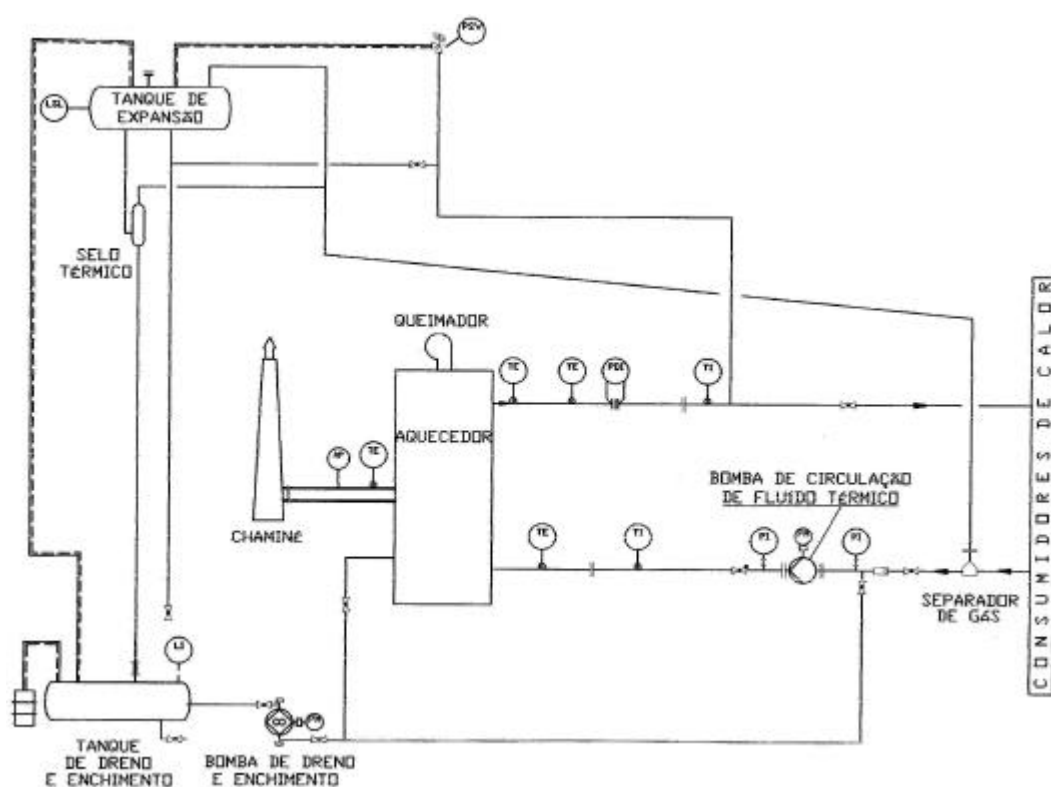 PSV
LSL
TANQUE DE
EXPANSÃO
SELO
TÉRMICO
QUEIMADOR
TE
TE
PDI
TI
AQUECEDOR
TE
CHAMINÉ
BOMBA DE CIRCULAÇÃO
DE FLUIDO TÉRMICO
TE
TI
PI
PI
SEPARADOR
DE GÁS
CONSUMIDORES DE CALOR
LI
TANQUE
DE DRENO
E ENCHIMENTO
BOMBA DE DRENO
E ENCHIMENTO